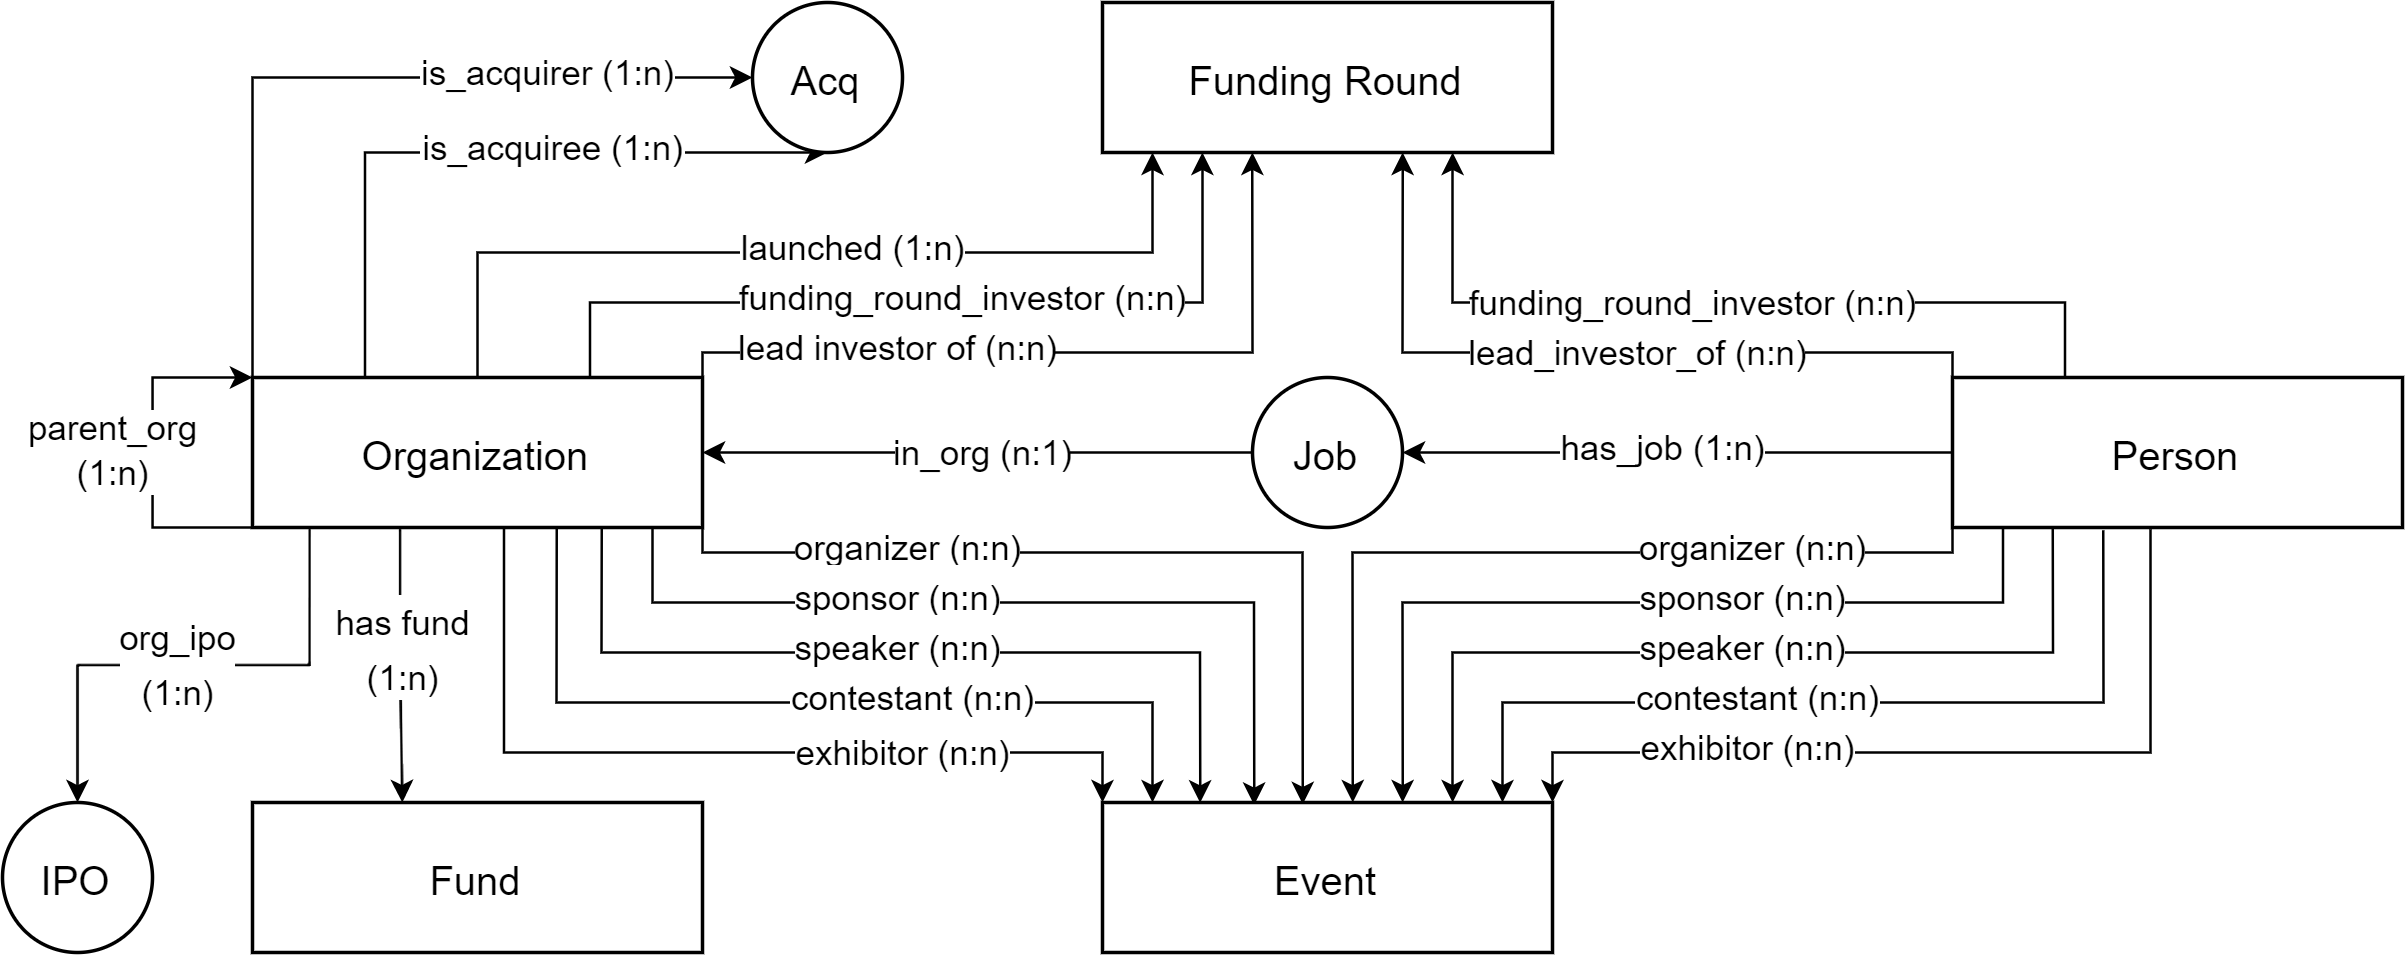 is_acquirer (1:n)
Acq
Funding Round
is_acquiree (1:n)
launched (1:n)
funding_round_investor (n:n)
funding_round_investor (n:n)
lead investor of (n:n)
lead_investor_of (n:n)
parent_org
(1:n)
Organization
in_org (n:1)
Job
has_job (1:n)
Person
organizer (n:n)
organizer (n:n)
sponsor (n:n)
sponsor (n:n)
org_ipo
(1:n)
has fund
(1:n)
speaker (n:n)
speaker (n:n)
contestant (n:n)
contestant (n:n)
exhibitor (n:n)
exhibitor (n:n)
IPO
Fund
Event